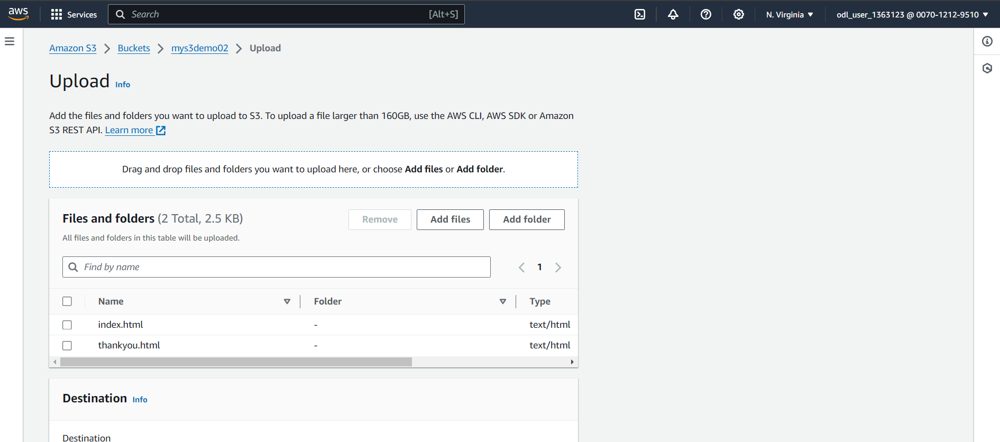 aws Services Search [Alt+S] N. Virginia odl_user_1363123 @ 0070-1212-9510
Amazon S3 Buckets mys3demo02 Upload
Upload Info
Add the files and folders you want to upload to S3. To upload a file larger than 160GB, use the AWS CLI, AWS SDK or Amazon
S3 REST API. Learn more
Drag and drop files and folders you want to upload here, or choose Add files or Add folder.
Files and folders (2 Total, 2.5 KB) Remove Add files Add folder
All files and folders in this table will be uploaded.
Find by name 1
Name Folder Type
index.html - text/html
thankyou.html - text/html
Destination Info
Destination